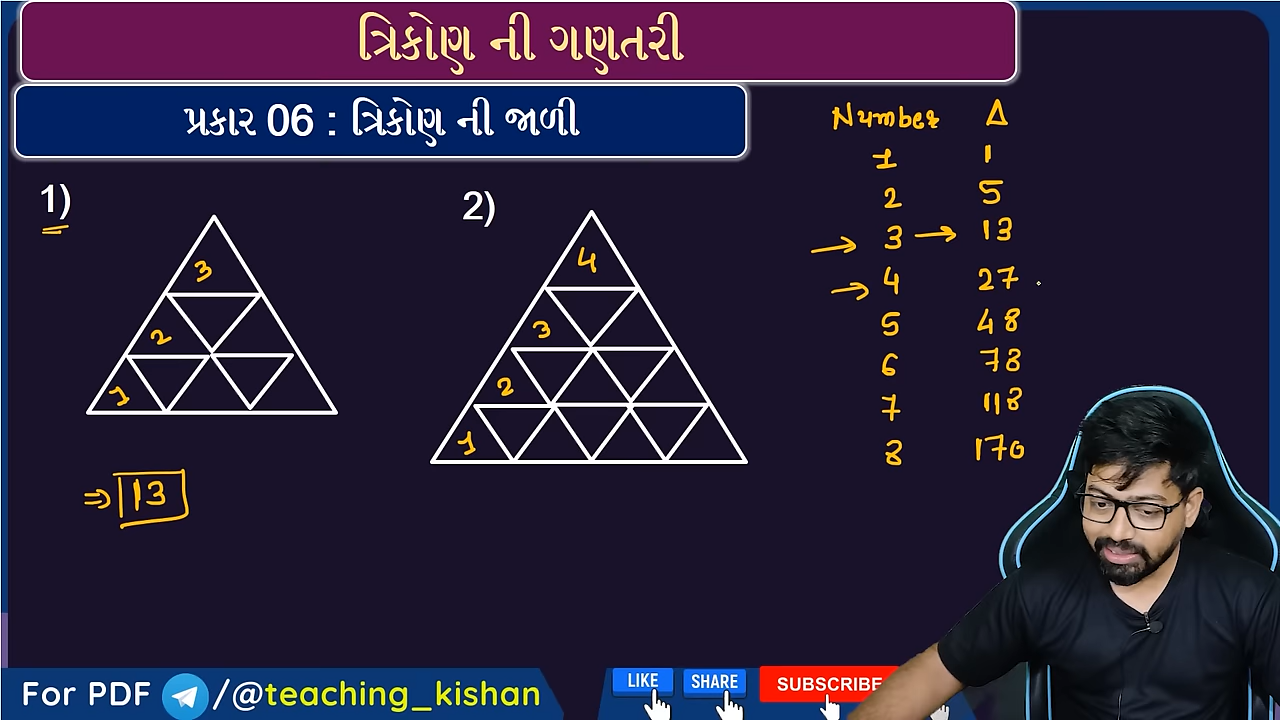 ત્રિકોણ ની ગણતરી
પ્રકાર 06 : ત્રિકોણ ની જાળી
Number Δ
1 1
2 5
→ 3 → 13
→ 4 27
5 48
6 78
7 118
8 170
1)
3
2
1
⇒ 13
2)
4
3
2
1
For PDF /@teaching_kishan
LIKE
SHARE
SUBSCRIBE